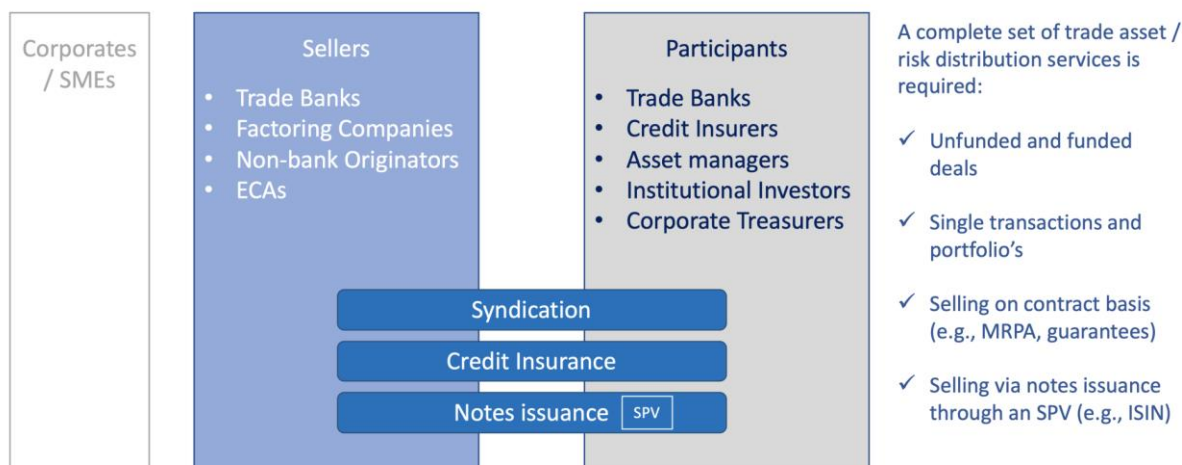 Corporates
/ SMEs
Sellers
• Trade Banks
• Factoring Companies
• Non-bank Originators
• ECAs
Participants
• Trade Banks
• Credit Insurers
• Asset managers
• Institutional Investors
• Corporate Treasurers
Syndication
Credit Insurance
Notes issuance SPV
A complete set of trade asset /
risk distribution services is
required:
✓ Unfunded and funded
deals
✓ Single transactions and
portfolio’s
✓ Selling on contract basis
(e.g., MRPA, guarantees)
✓ Selling via notes issuance
through an SPV (e.g., ISIN)